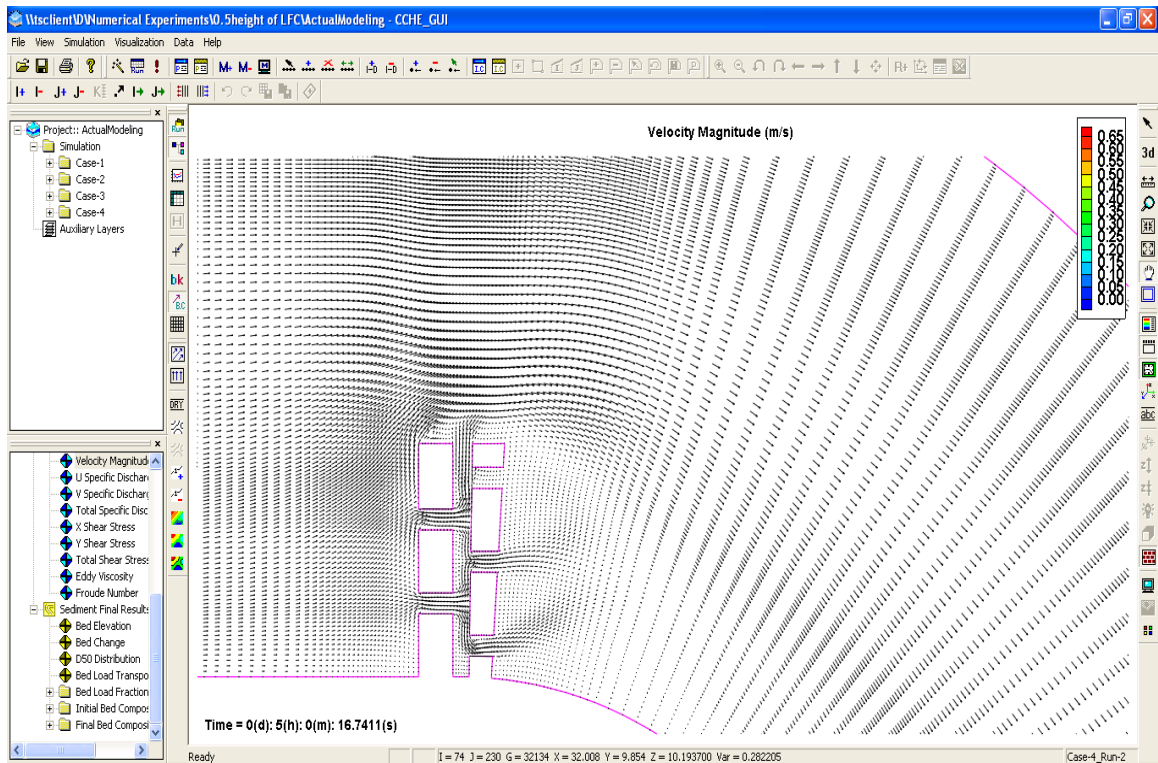 \\tsclient\D\Numerical Experiments\0.5height of LFC\ActualModeling - CCHE_GUI
File View Simulation Visualization Data Help
Project:: ActualModeling
Simulation
Case-1
Case-2
Case-3
Case-4
Auxiliary Layers
Velocity Magnitud
U Specific Dischar
V Specific Discharg
Total Specific Disc
X Shear Stress
Y Shear Stress
Total Shear Stress
Eddy Viscosity
Froude Number
Sediment Final Results
Bed Elevation
Bed Change
D50 Distribution
Bed Load Transpo
Bed Load Fraction
Initial Bed Compos
Final Bed Composi
Run
bk
B.C
DRY
Velocity Magnitude (m/s)
0.65
0.60
0.55
0.50
0.45
0.40
0.35
0.30
0.25
0.20
0.15
0.10
0.05
0.00
Time = 0(d): 5(h): 0(m): 16.7411(s)
3d
abc
Ready
I = 74 J = 230 G = 32134 X = 32.008 Y = 9.854 Z = 10.193700 Var = 0.282205
Case-4_Run-2